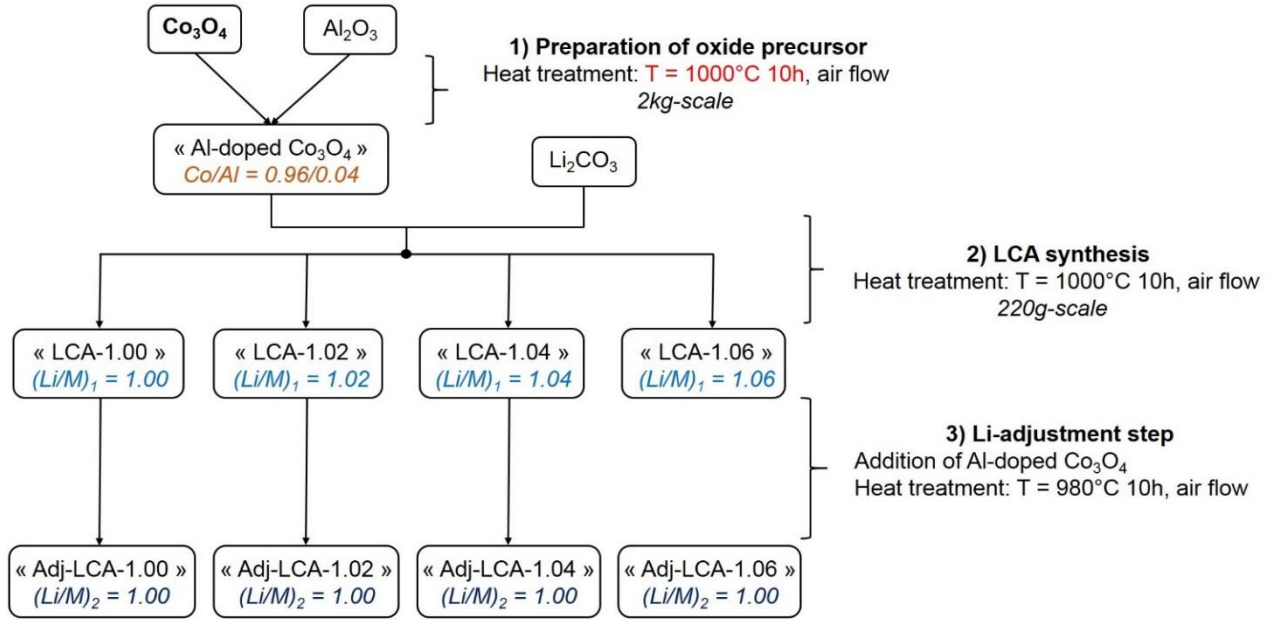 Co₃O₄
Al₂O₃
1) Preparation of oxide precursor
Heat treatment: T = 1000°C 10h, air flow
2kg-scale
« Al-doped Co₃O₄ »
Co/Al = 0.96/0.04
Li₂CO₃
2) LCA synthesis
Heat treatment: T = 1000°C 10h, air flow
220g-scale
« LCA-1.00 »
(Li/M)₁ = 1.00
« LCA-1.02 »
(Li/M)₁ = 1.02
« LCA-1.04 »
(Li/M)₁ = 1.04
« LCA-1.06 »
(Li/M)₁ = 1.06
3) Li-adjustment step
Addition of Al-doped Co₃O₄
Heat treatment: T = 980°C 10h, air flow
« Adj-LCA-1.00 »
(Li/M)₂ = 1.00
« Adj-LCA-1.02 »
(Li/M)₂ = 1.00
« Adj-LCA-1.04 »
(Li/M)₂ = 1.00
« Adj-LCA-1.06 »
(Li/M)₂ = 1.00